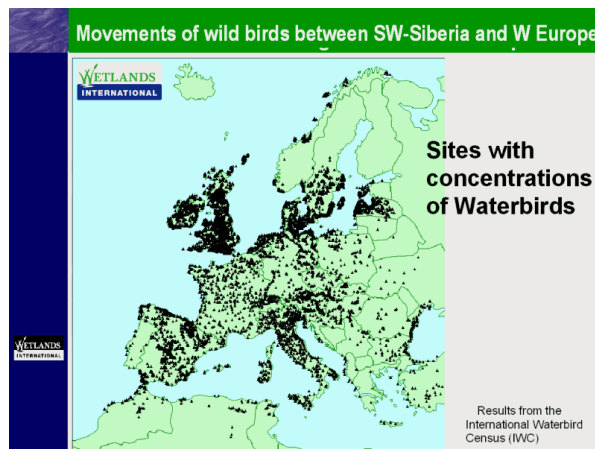 Movements of wild birds between SW-Siberia and W Europe
WETLANDS
INTERNATIONAL
Sites with
concentrations
of Waterbirds
WETLANDS
INTERNATIONAL
Results from the
International Waterbird
Census (IWC)